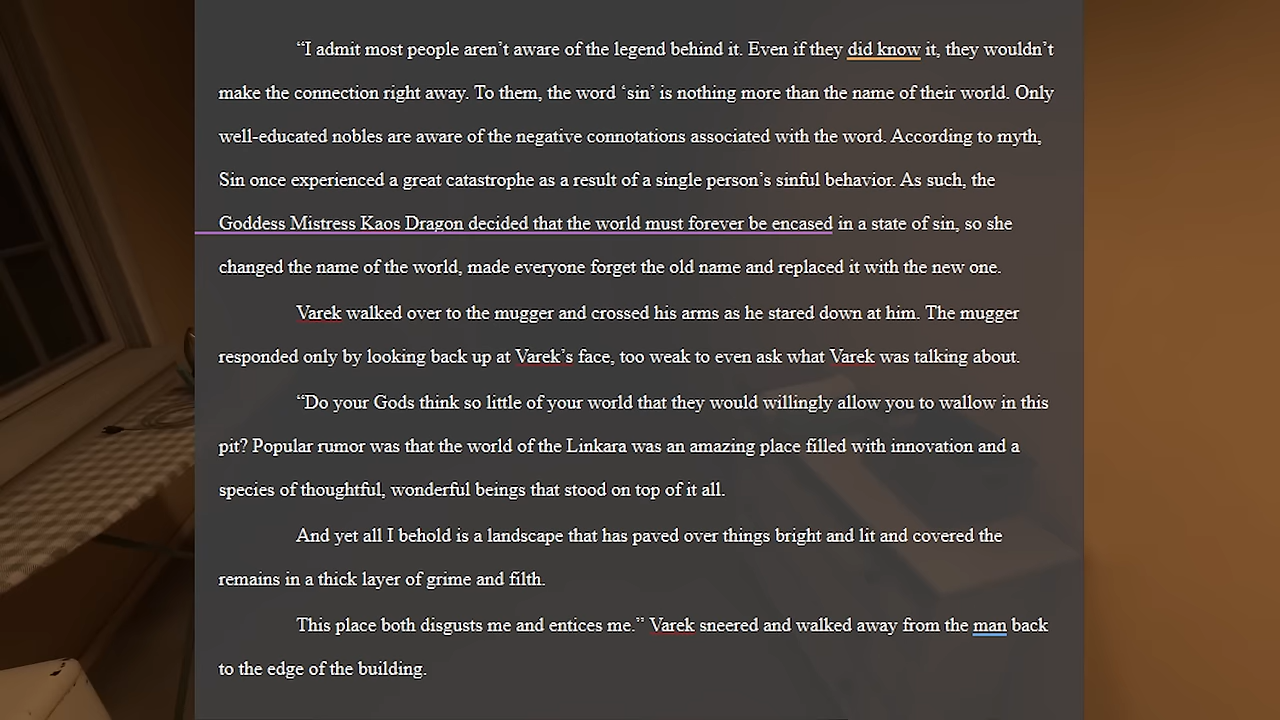 “I admit most people aren’t aware of the legend behind it. Even if they did know it, they wouldn’t
make the connection right away. To them, the word ‘sin’ is nothing more than the name of their world. Only
well-educated nobles are aware of the negative connotations associated with the word. According to myth,
Sin once experienced a great catastrophe as a result of a single person’s sinful behavior. As such, the
Goddess Mistress Kaos Dragon decided that the world must forever be encased in a state of sin, so she
changed the name of the world, made everyone forget the old name and replaced it with the new one.
Varek walked over to the mugger and crossed his arms as he stared down at him. The mugger
responded only by looking back up at Varek’s face, too weak to even ask what Varek was talking about.
“Do your Gods think so little of your world that they would willingly allow you to wallow in this
pit? Popular rumor was that the world of the Linkara was an amazing place filled with innovation and a
species of thoughtful, wonderful beings that stood on top of it all.
And yet all I behold is a landscape that has paved over things bright and lit and covered the
remains in a thick layer of grime and filth.
This place both disgusts me and entices me.” Varek sneered and walked away from the man back
to the edge of the building.